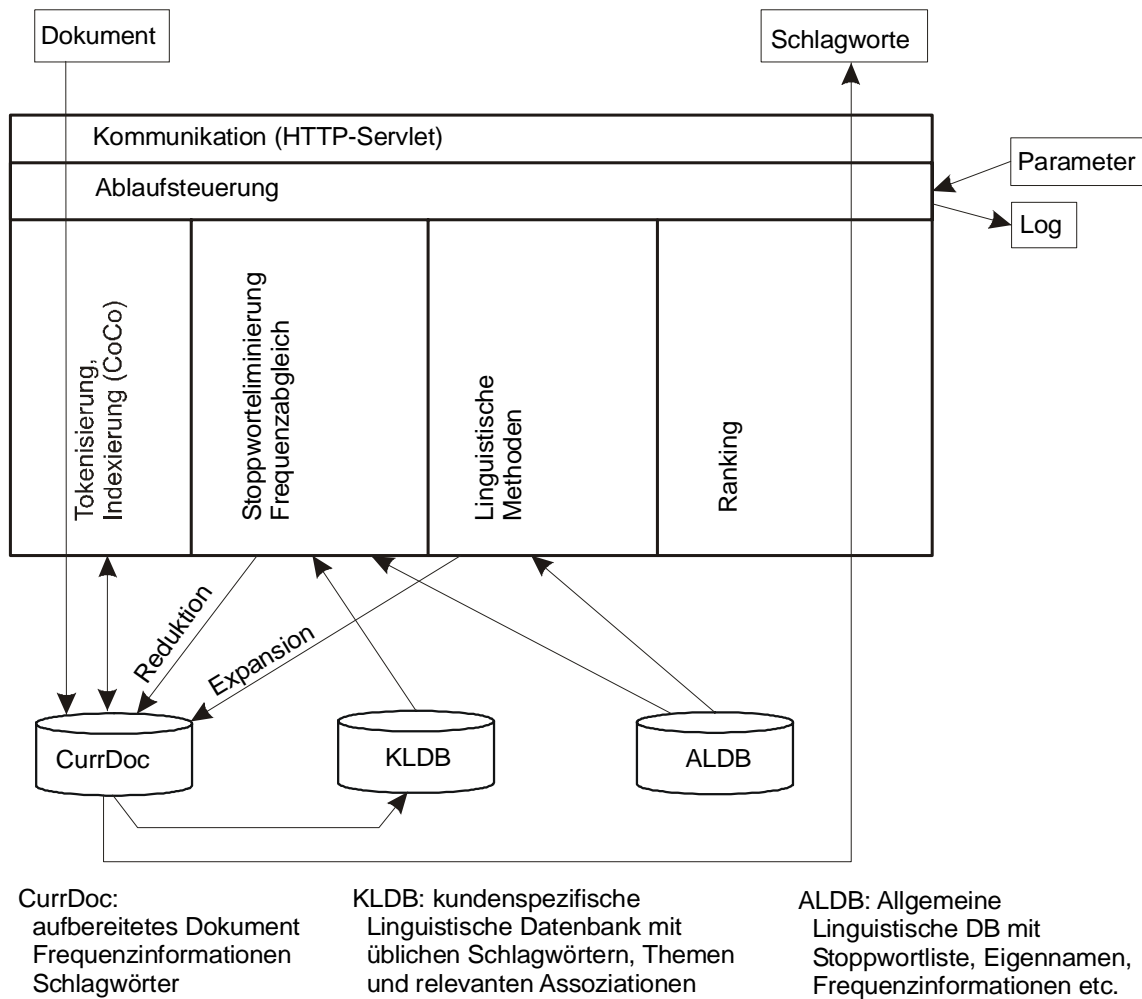 Dokument
Schlagworte
Kommunikation (HTTP-Servlet)
Ablaufsteuerung
Parameter
Log
Tokenisierung,
Indexierung (CoCo)
Stoppworteliminierung
Frequenzabgleich
Linguistische
Methoden
Ranking
Reduktion
Expansion
CurrDoc
KLDB
ALDB
CurrDoc:
aufbereitetes Dokument
Frequenzinformationen
Schlagwörter
KLDB: kundenspezifische
Linguistische Datenbank mit
üblichen Schlagwörtern, Themen
und relevanten Assoziationen
ALDB: Allgemeine
Linguistische DB mit
Stoppwortliste, Eigennamen,
Frequenzinformationen etc.